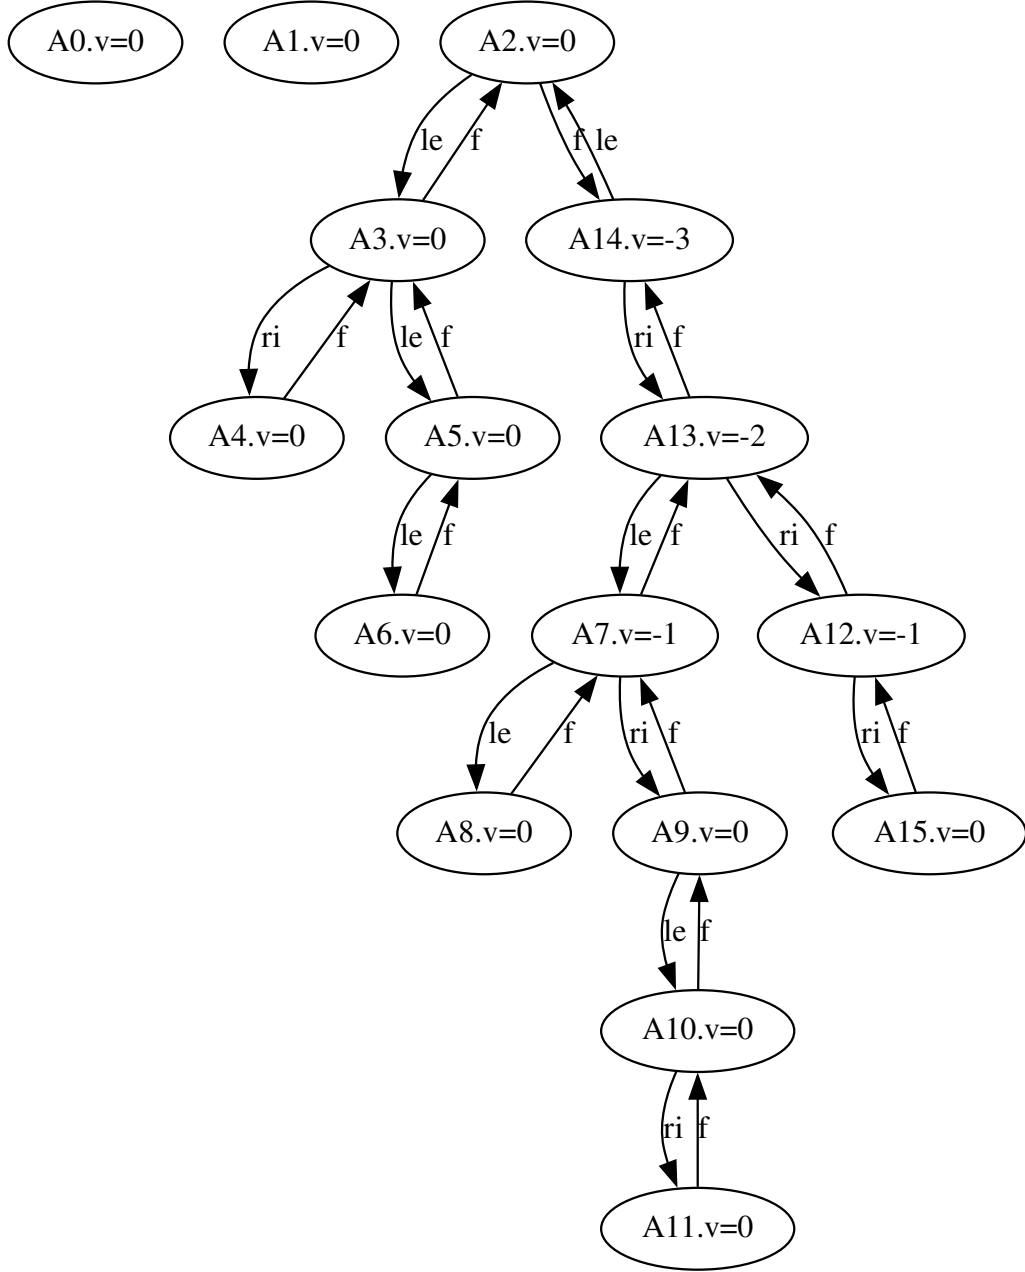 A0.v=0 A1.v=0 A2.v=0
le f f le
A3.v=0 A14.v=-3
ri f le f ri f
A4.v=0 A5.v=0 A13.v=-2
le f le f ri f
A6.v=0 A7.v=-1 A12.v=-1
le f ri f ri f
A8.v=0 A9.v=0 A15.v=0
le f
A10.v=0
ri f
A11.v=0